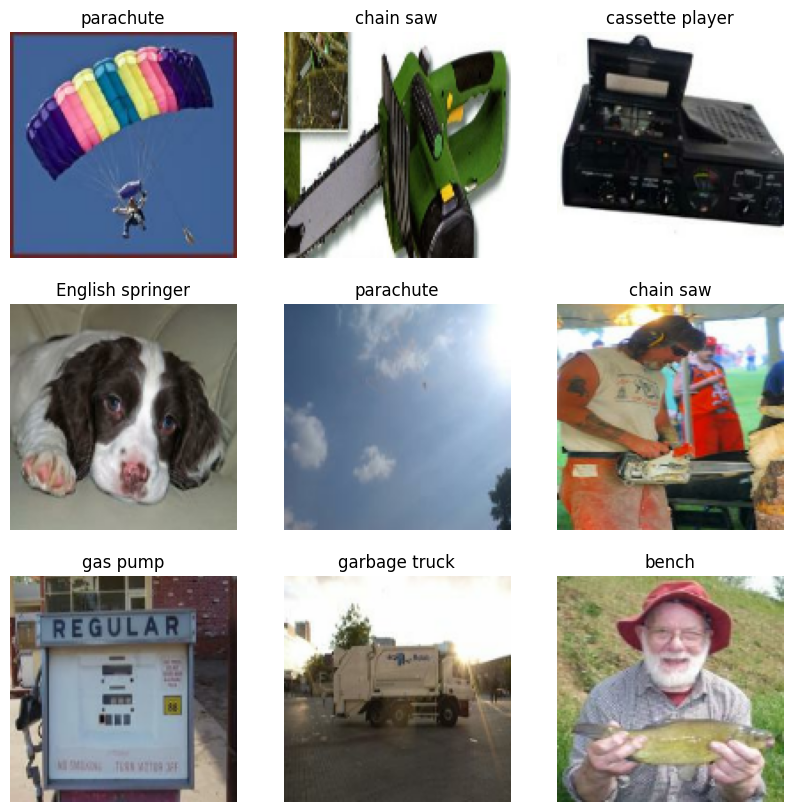 parachute
chain saw
cassette player
English springer
parachute
chain saw
gas pump
garbage truck
bench
REGULAR
88
NO SMOKING TURN MOTOR OFF